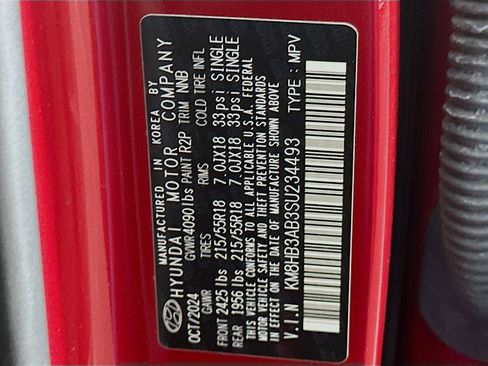 MANUFACTURED IN KOREA BY
HYUNDAI MOTOR COMPANY
OCT/2024 GVWR 4090 lbs PAINT R2P TRIM NNB
GAWR TIRES RIMS COLD TIRE INFL
FRONT 2425 lbs 215/55R18 7.0JX18 33psi SINGLE
REAR 1956 lbs 215/55R18 7.0JX18 33psi SINGLE
THIS VEHICLE CONFORMS TO ALL APPLICABLE U.S.A FEDERAL
MOTOR VEHICLE SAFETY AND THEFT PREVENTION STANDARDS
IN EFFECT ON THE DATE OF MANUFACTURE SHOWN ABOVE
V.I.N KM8HB3AB3SU234493 TYPE : MPV